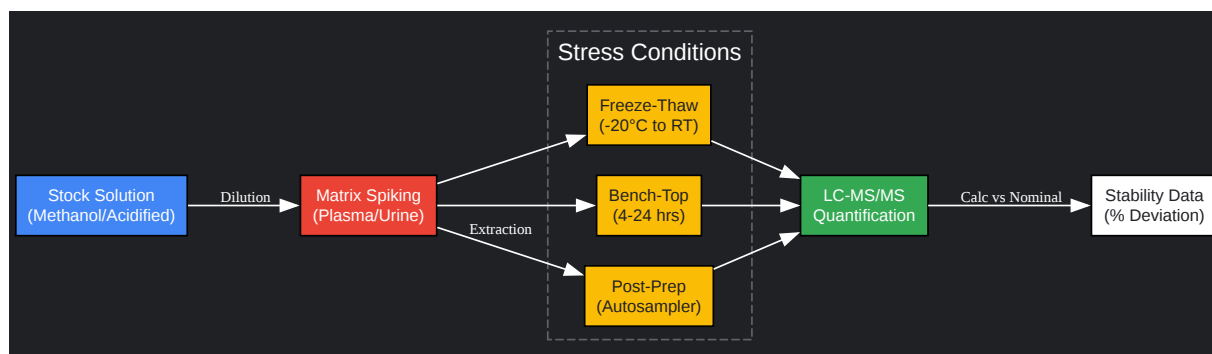 Stress Conditions
Stock Solution
(Methanol/Acidified)
Dilution
Matrix Spiking
(Plasma/Urine)
Extraction
Freeze-Thaw
(-20°C to RT)
Bench-Top
(4-24 hrs)
Post-Prep
(Autosampler)
LC-MS/MS
Quantification
Calc vs Nominal
Stability Data
(% Deviation)